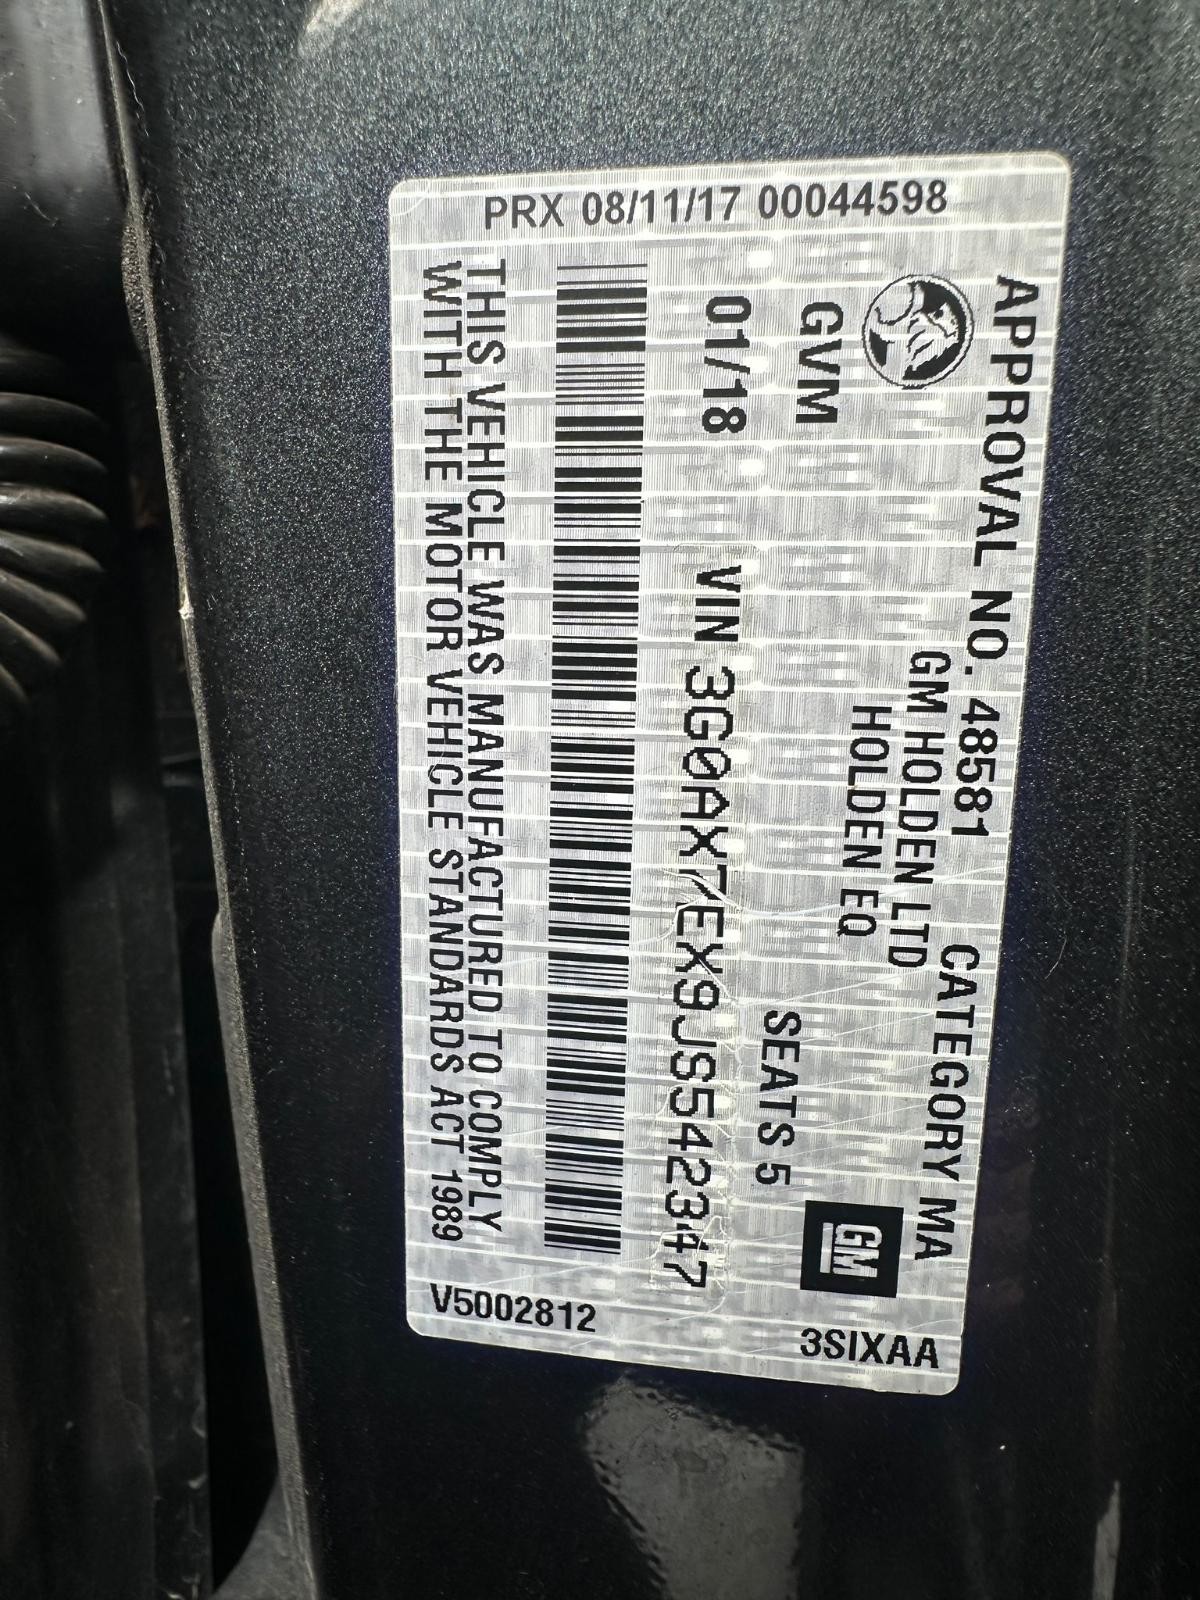 PRX 08/11/17 00044598
APPROVAL NO. 48581 CATEGORY MA
GM HOLDEN LTD
HOLDEN EQ
GVM
SEATS 5
GM
01/18 VIN 3G0AX7EX9JS542347
THIS VEHICLE WAS MANUFACTURED TO COMPLY
WITH THE MOTOR VEHICLE STANDARDS ACT 1989
V5002812
3SIXAA